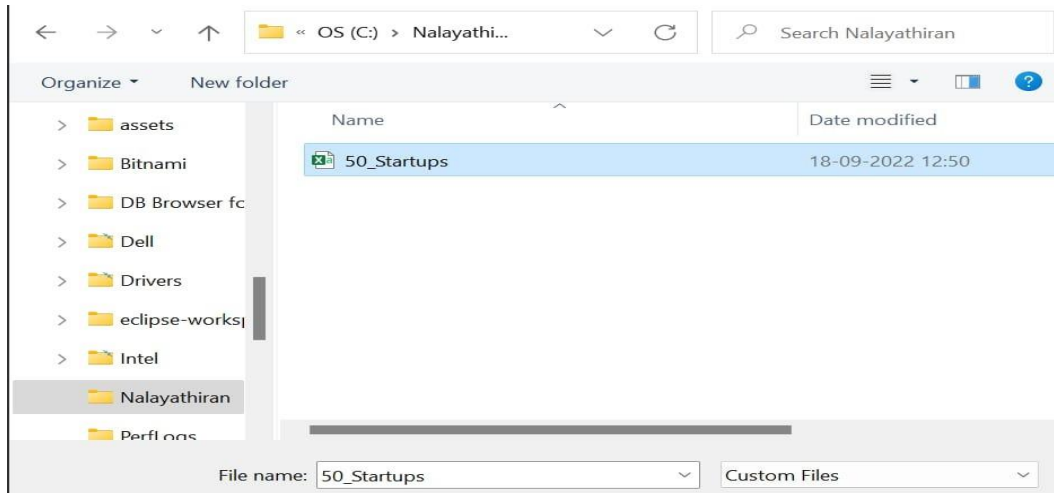 « OS (C:) › Nalayathi... Search Nalayathiran
Organize New folder
Name Date modified
assets
50_Startups 18-09-2022 12:50
Bitnami
DB Browser fc
Dell
Drivers
eclipse-works
Intel
Nalayathiran
PerfLogs
File name: 50_Startups Custom Files